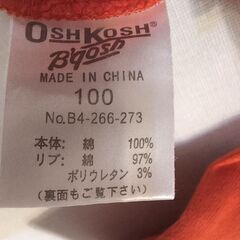 OSHKOSH
B'gosh
MADE IN CHINA
100
No.B4-266-273
本体: 綿 100%
リブ: 綿 97%
ポリウレタン 3%
(裏面もご覧下さい)